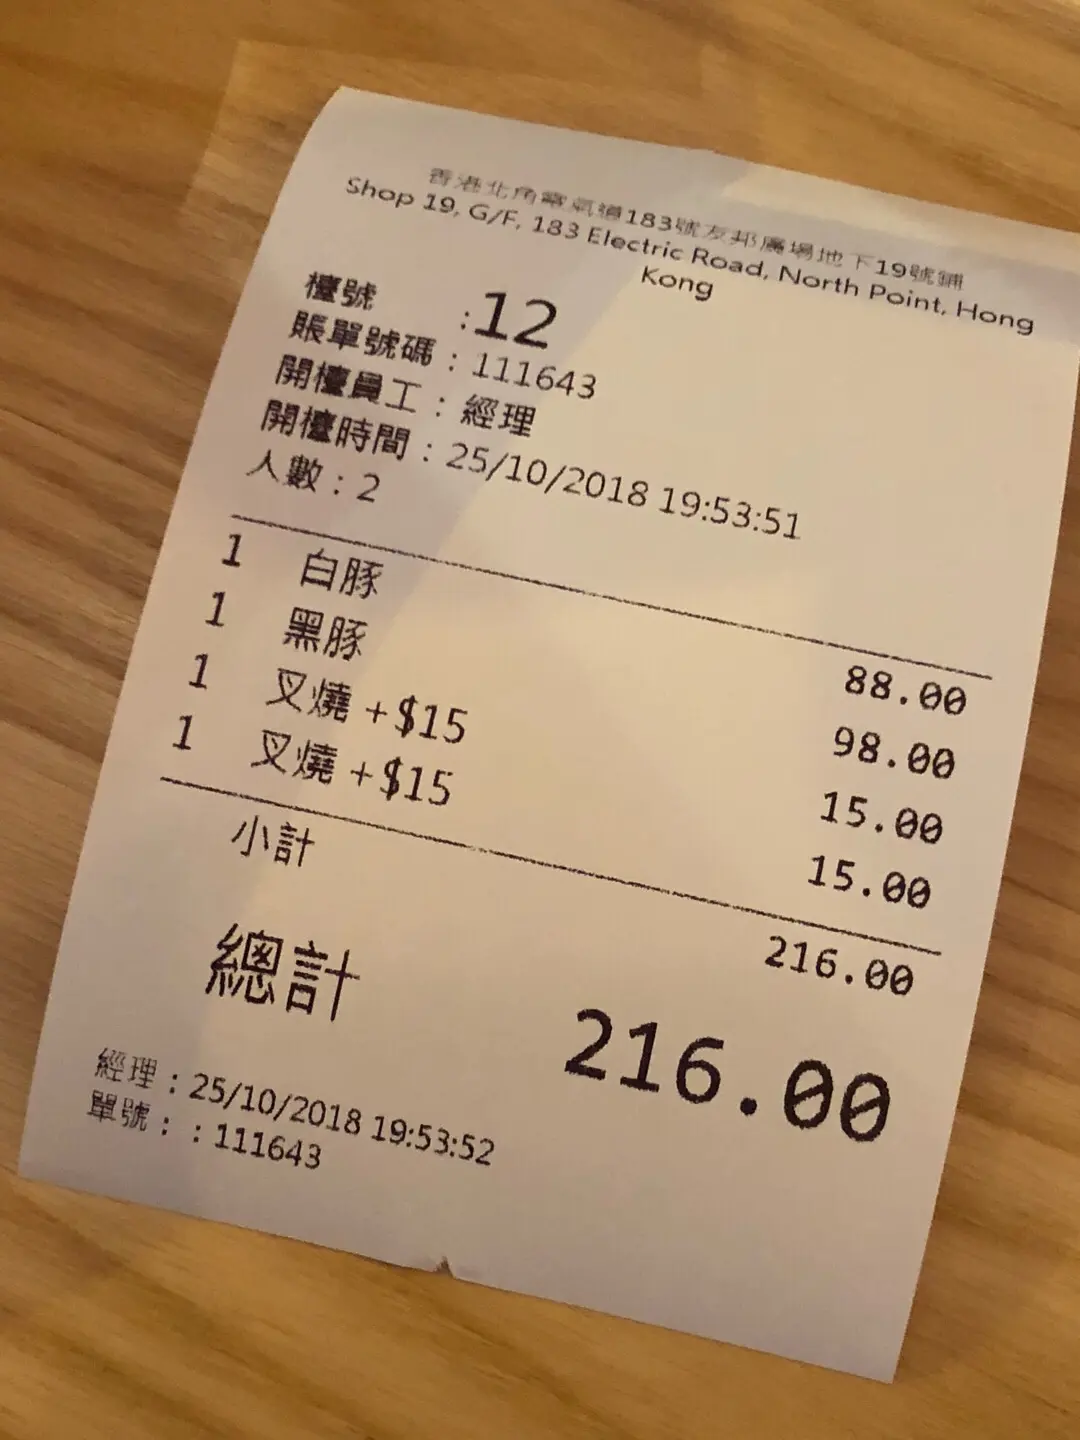 香港北角電氣道183號友邦廣場地下19號鋪
Shop 19, G/F, 183 Electric Road, North Point, Hong
Kong
檯號 :12
賬單號碼 : 111643
開檯員工 : 經理
開檯時間 : 25/10/2018 19:53:51
人數 : 2
1 白豚 88.00
1 黑豚 98.00
1 叉燒 +$15 15.00
1 叉燒 +$15 15.00
小計 216.00
總計 216.00
經理 : 25/10/2018 19:53:52
單號 : : 111643